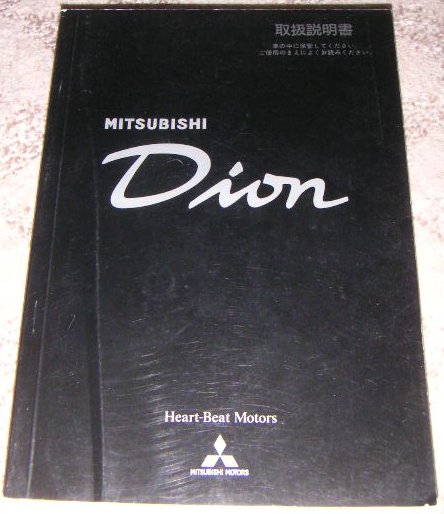 取扱説明書
車の中に保管してください。
ご使用のまえによくお読みください。
MITSUBISHI
Dion
Heart-Beat Motors
MITSUBISHI MOTORS